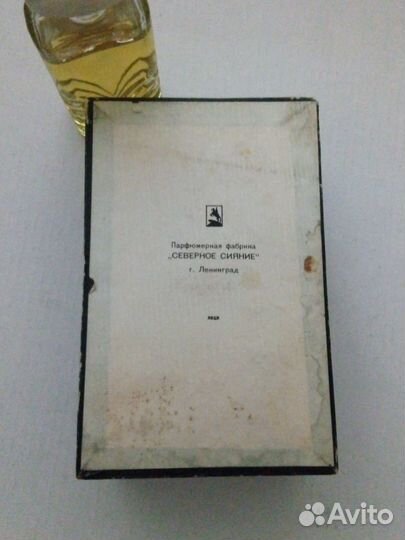 Парфюмерная фабрика
„СЕВЕРНОЕ СИЯНИЕ“
г. Ленинград
Avito